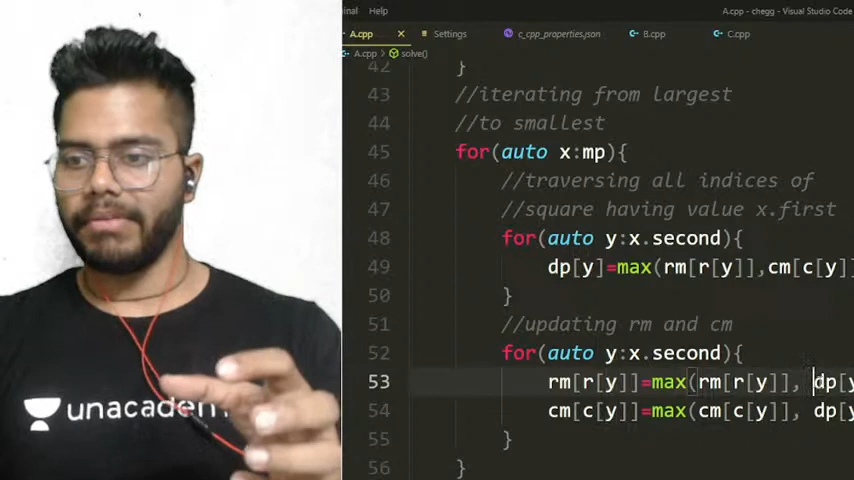 Help
A.cpp - chegg - Visual Studio Code
A.cpp
Settings
c_cpp_properties.json
B.cpp
C.cpp
A.cpp
solve()
42 }
43 //iterating from largest
44 //to smallest
45 for(auto x:mp){
46 //traversing all indices of
47 //square having value x.first
48 for(auto y:x.second){
49 dp[y]=max(rm[r[y]],cm[c[y]]
50 }
51 //updating rm and cm
52 for(auto y:x.second){
53 rm[r[y]]=max(rm[r[y]], dp[y
54 cm[c[y]]=max(cm[c[y]], dp[y
55 }
56 }
unacadem